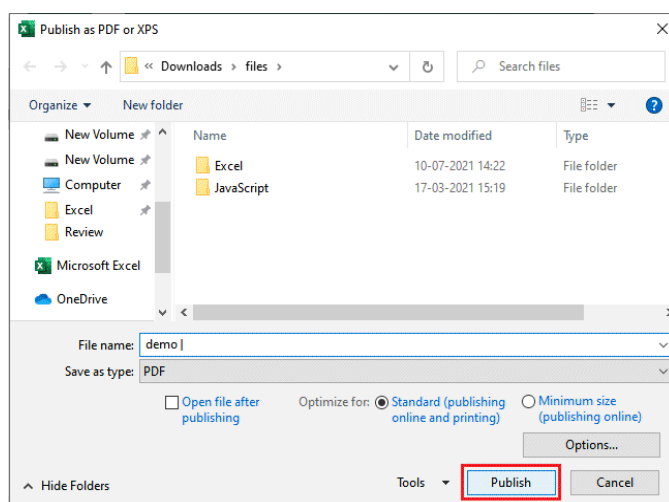 Publish as PDF or XPS
« Downloads › files ›
Search files
Organize New folder
New Volume
New Volume
Computer
Excel
Review
Microsoft Excel
OneDrive
Name Date modified Type
Excel 10-07-2021 14:22 File folder
JavaScript 17-03-2021 15:19 File folder
File name: demo
Save as type: PDF
Open file after
publishing
Optimize for: Standard (publishing
online and printing)
Minimum size
(publishing online)
Options...
Hide Folders Tools Publish Cancel